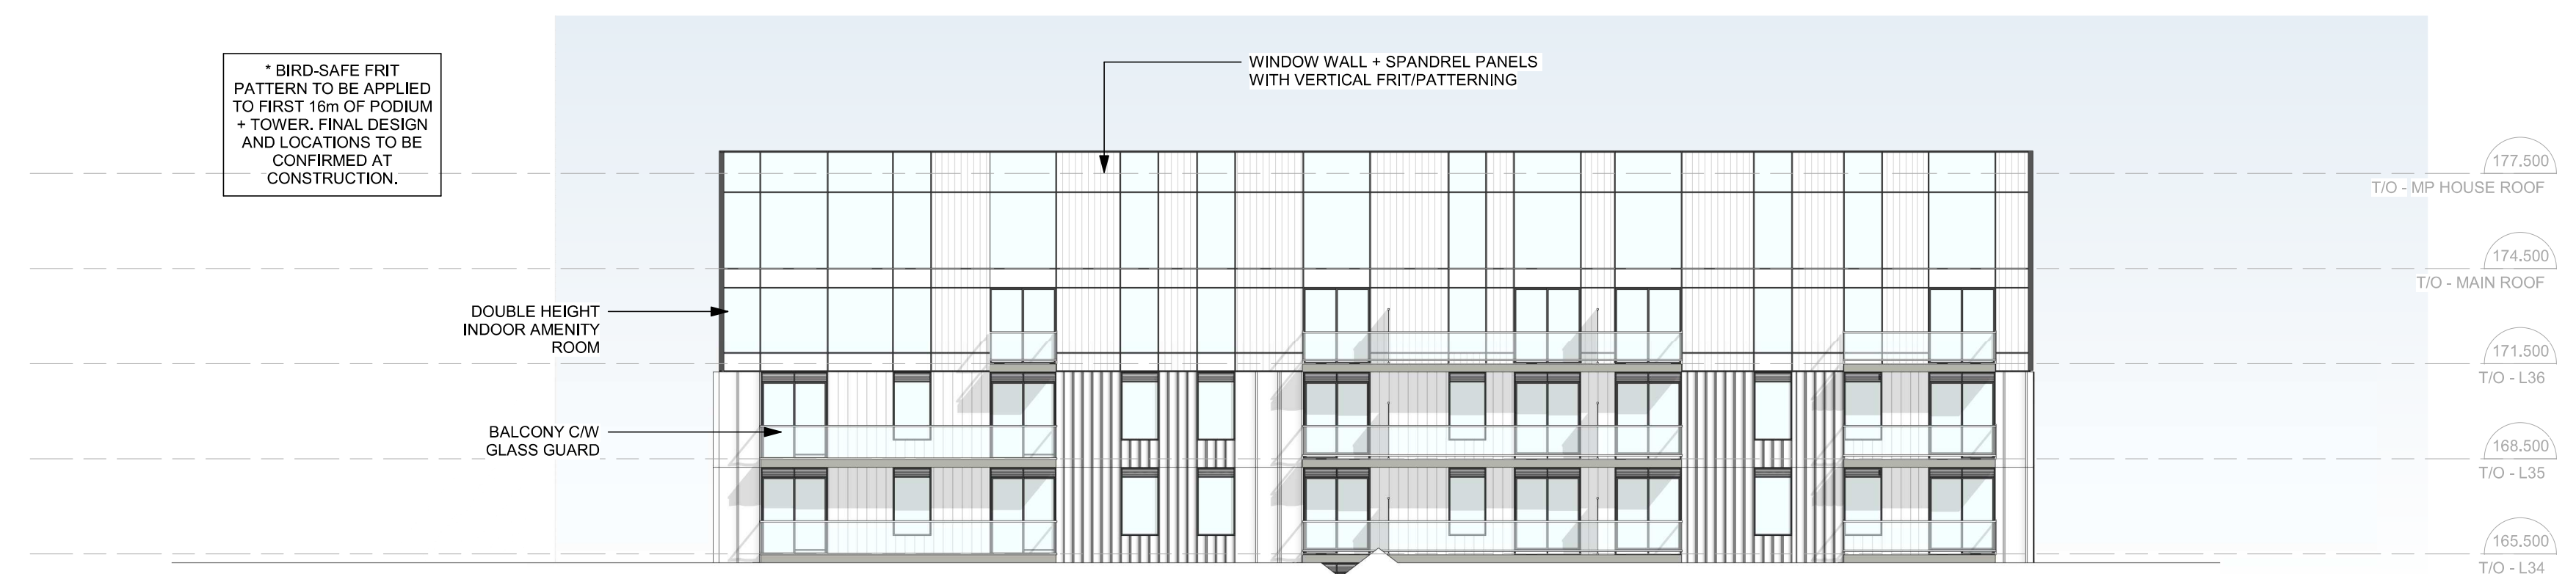 * BIRD-SAFE FRIT
PATTERN TO BE APPLIED
TO FIRST 16m OF PODIUM
+ TOWER. FINAL DESIGN
AND LOCATIONS TO BE
CONFIRMED AT
CONSTRUCTION.
WINDOW WALL + SPANDREL PANELS
WITH VERTICAL FRIT/PATTERNING
DOUBLE HEIGHT
INDOOR AMENITY
ROOM
BALCONY C/W
GLASS GUARD
177.500
T/O - MP HOUSE ROOF
174.500
T/O - MAIN ROOF
171.500
T/O - L36
168.500
T/O - L35
165.500
T/O - L34